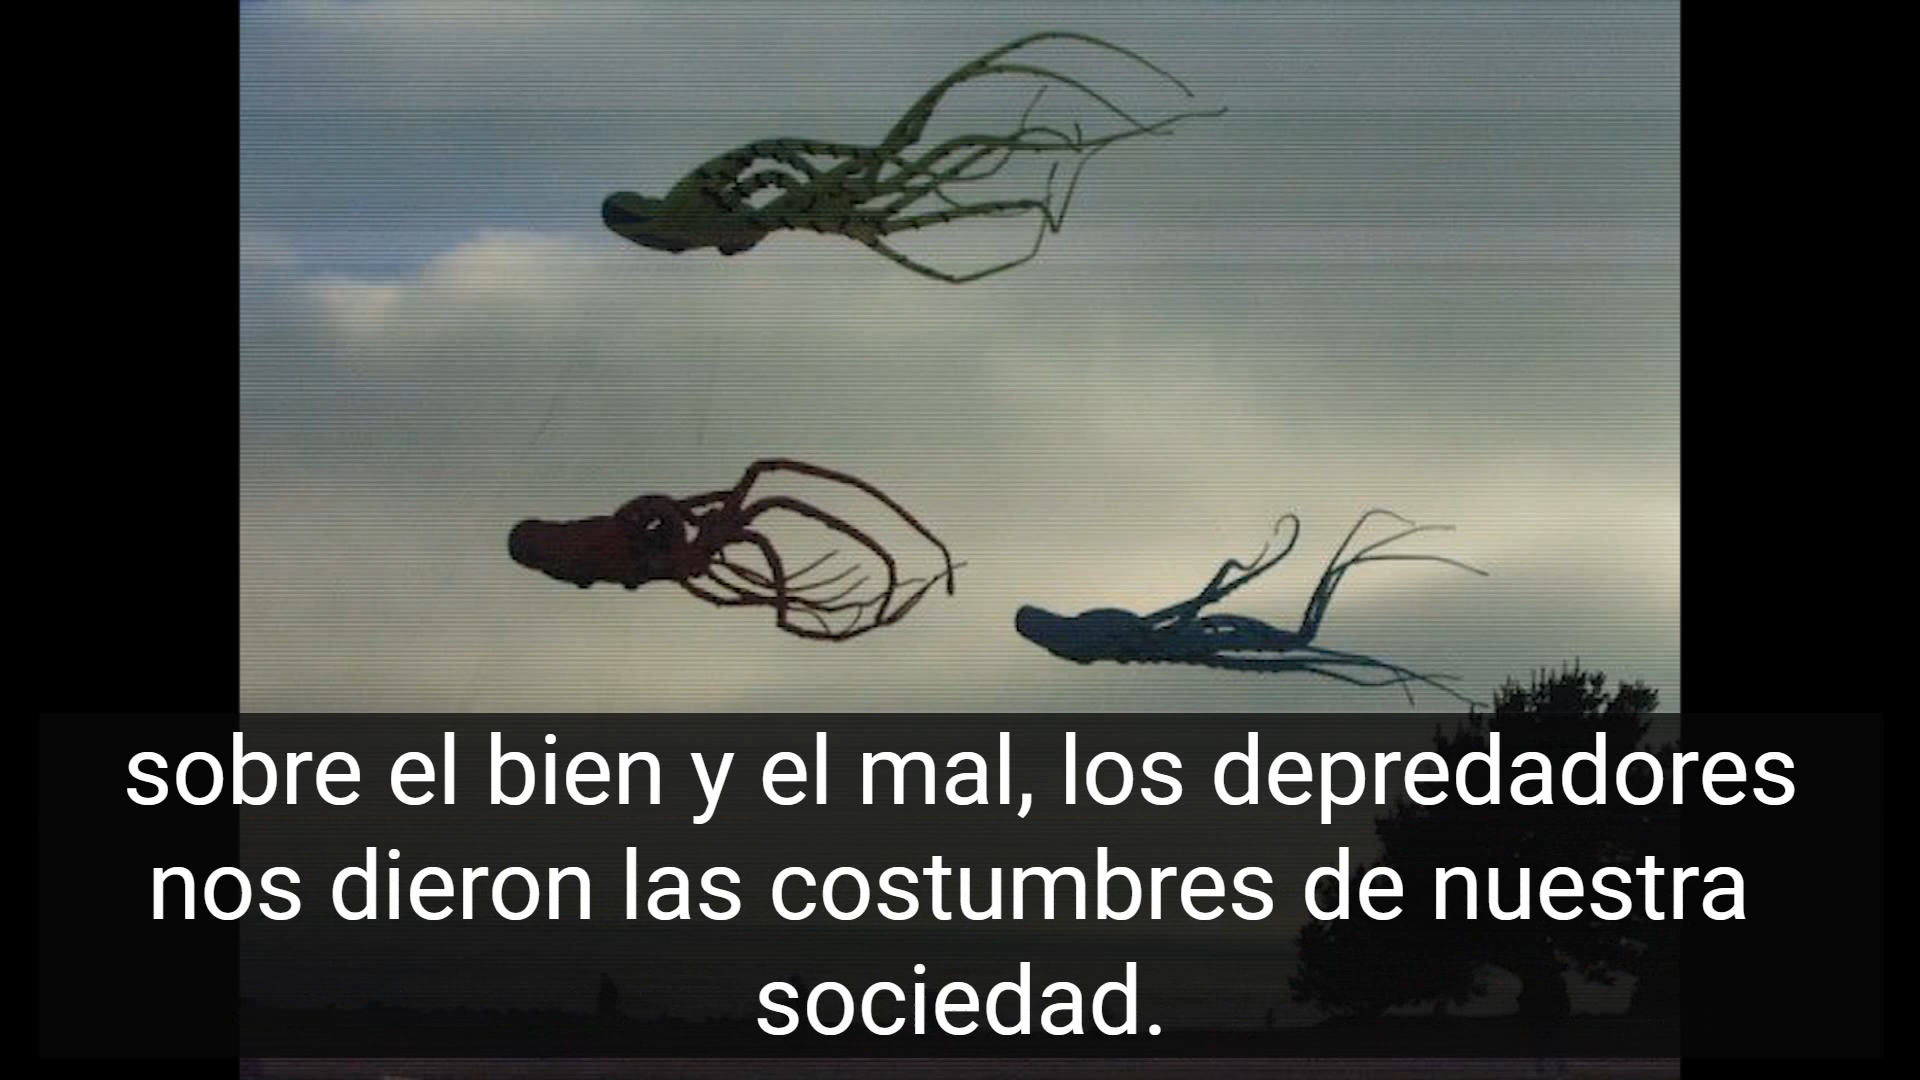 sobre el bien y el mal, los depredadores
nos dieron las costumbres de nuestra
sociedad.